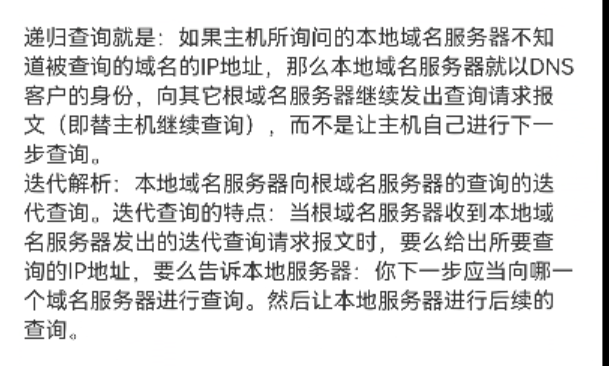 递归查询就是：如果主机所询问的本地域名服务器不知
道被查询的域名的IP地址，那么本地域名服务器就以DNS
客户的身份，向其它根域名服务器继续发出查询请求报
文（即替主机继续查询），而不是让主机自己进行下一
步查询。
迭代解析：本地域名服务器向根域名服务器的查询的迭
代查询。迭代查询的特点：当根域名服务器收到本地域
名服务器发出的迭代查询请求报文时，要么给出所要查
询的IP地址，要么告诉本地服务器：你下一步应当向哪一
个域名服务器进行查询。然后让本地服务器进行后续的
查询。